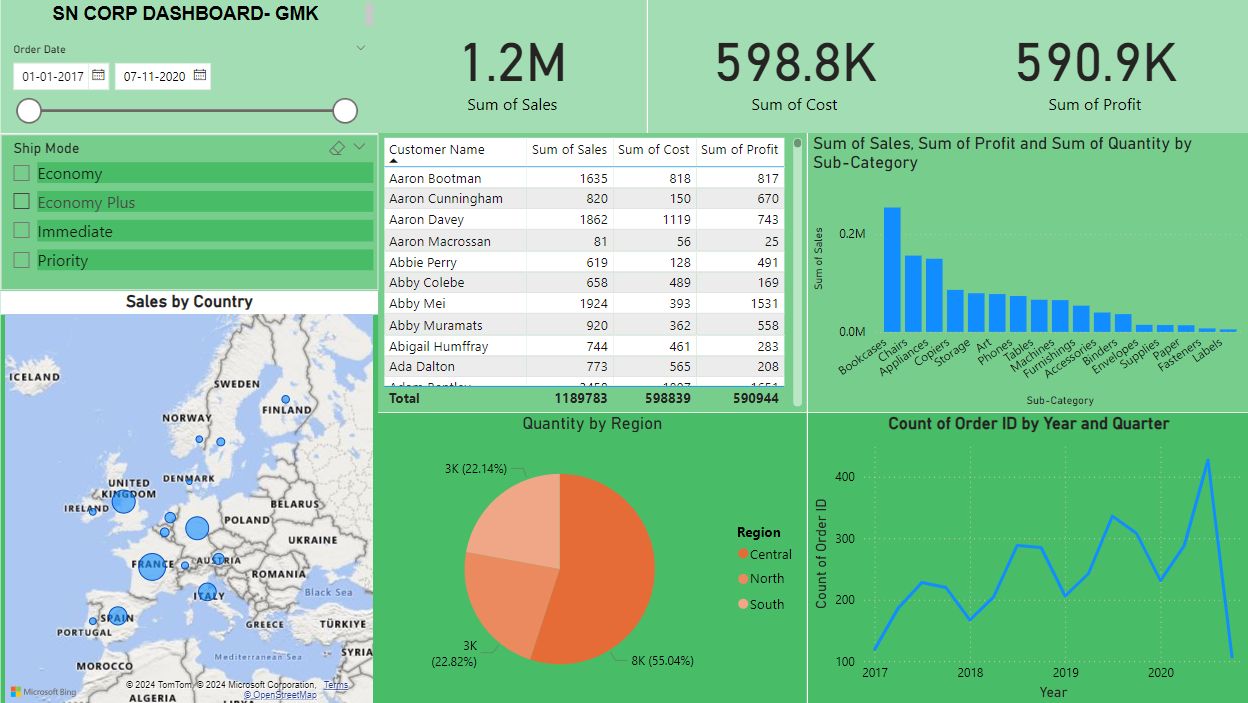 SN CORP DASHBOARD- GMK
Order Date
01-01-2017 07-11-2020
1.2M
Sum of Sales
598.8K
Sum of Cost
590.9K
Sum of Profit
Ship Mode
Economy
Economy Plus
Immediate
Priority
Customer Name Sum of Sales Sum of Cost Sum of Profit
Aaron Bootman 1635 818 817
Aaron Cunningham 820 150 670
Aaron Davey 1862 1119 743
Aaron Macrossan 81 56 25
Abbie Perry 619 128 491
Abby Colebe 658 489 169
Abby Mei 1924 393 1531
Abby Muramats 920 362 558
Abigail Humffray 744 461 283
Ada Dalton 773 565 208
Total 1189783 598839 590944
Sum of Sales, Sum of Profit and Sum of Quantity by
Sub-Category
Sum of Sales
0.2M
0.0M
Bookcases
Chairs
Appliances
Copiers
Storage
Art
Phones
Tables
Machines
Furnishings
Accessories
Binders
Envelopes
Supplies
Paper
Fasteners
Labels
Sub-Category
Sales by Country
ICELAND
SWEDEN
FINLAND
NORWAY
DENMARK
UNITED
KINGDOM
IRELAND
BELARUS
POLAND
UKRAINE
FRANCE
AUSTRIA
ROMANIA
ITALY
Black Sea
SPAIN
PORTUGAL
GREECE
TÜRKIYE
Mediterranean Sea
SYRIA
MOROCCO
ALGERIA
Microsoft Bing
© 2024 TomTom, © 2024 Microsoft Corporation, Terms
© OpenStreetMap
Quantity by Region
3K (22.14%)
3K
(22.82%)
8K (55.04%)
Region
Central
North
South
Count of Order ID by Year and Quarter
Count of Order ID
400
300
200
100
2017
2018
2019
2020
Year